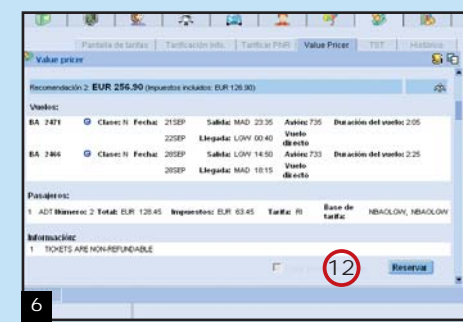 Pantalla de tarifas Tarificación Info. Tarificar PNR Value Pricer TST Histórico
Value pricer
Recomendación 2 EUR 256.90 (Impuestos incluidos: EUR 126.90)
Vuelos:
BA 2471 Clase: N Fecha: 21SEP Salida: MAD 23:35 Avión: 735 Duración del vuelo: 2:05
22SEP Llegada: LGW 00:40 Vuelo directo
BA 2466 Clase: N Fecha: 28SEP Salida: LGW 14:50 Avión: 733 Duración del vuelo: 2:25
28SEP Llegada: MAD 18:15 Vuelo directo
Pasajeros:
1 ADT Número: 2 Total: EUR 128.45 Impuestos: EUR 63.45 Tarifa: RI Base de tarifa: NBAOLGW, NBAOLGW
Información:
1 TICKETS ARE NON-REFUNDABLE
12 Reservar
6